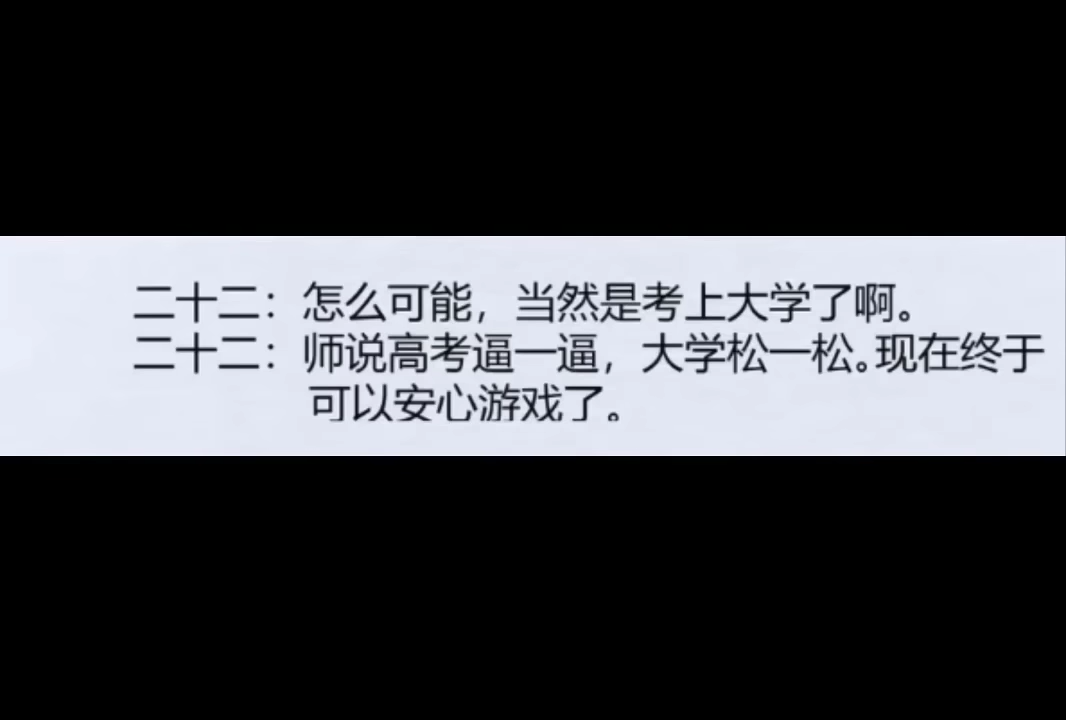 二十二：怎么可能，当然是考上大学了啊。
二十二：师说高考逼一逼，大学松一松。现在终于
可以安心游戏了。